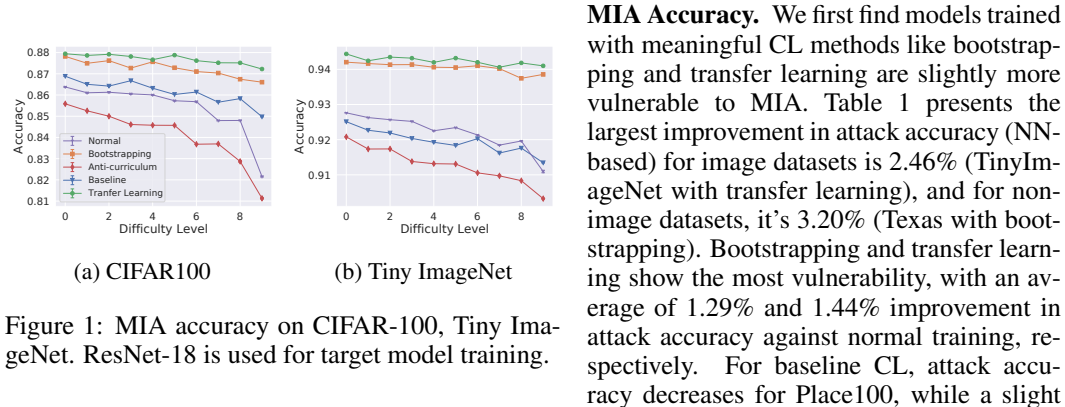 0.88
0.87
0.86
0.85
0.84
0.83
0.82
0.81
Accuracy
Normal
Bootstrapping
Anti-curriculum
Baseline
Tranfer Learning
0 2 4 6 8
Difficulty Level
(a) CIFAR100
0.94
0.93
0.92
0.91
Accuracy
0 2 4 6 8
Difficulty Level
(b) Tiny ImageNet
Figure 1: MIA accuracy on CIFAR-100, Tiny Im-
ageNet. ResNet-18 is used for target model training.
MIA Accuracy. We first find models trained
with meaningful CL methods like bootstrap-
ping and transfer learning are slightly more
vulnerable to MIA. Table 1 presents the
largest improvement in attack accuracy (NN-
based) for image datasets is 2.46% (TinyIm-
ageNet with transfer learning), and for non-
image datasets, it's 3.20% (Texas with boot-
strapping). Bootstrapping and transfer learn-
ing show the most vulnerability, with an av-
erage of 1.29% and 1.44% improvement in
attack accuracy against normal training, re-
spectively. For baseline CL, attack accu-
racy decreases for Place100, while a slight